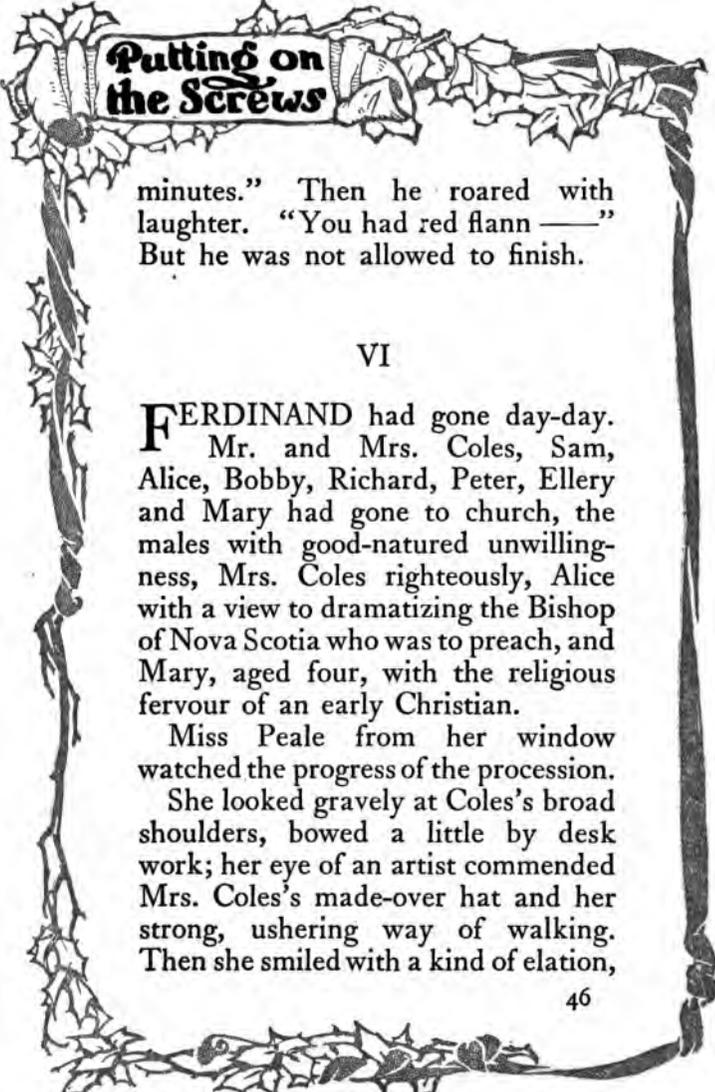 Putting on
the Screws
minutes.” Then he roared with
laughter. “You had red flann ——”
But he was not allowed to finish.
VI
FERDINAND had gone day-day.
Mr. and Mrs. Coles, Sam,
Alice, Bobby, Richard, Peter, Ellery
and Mary had gone to church, the
males with good-natured unwilling-
ness, Mrs. Coles righteously, Alice
with a view to dramatizing the Bishop
of Nova Scotia who was to preach, and
Mary, aged four, with the religious
fervour of an early Christian.
Miss Peale from her window
watched the progress of the procession.
She looked gravely at Coles’s broad
shoulders, bowed a little by desk
work; her eye of an artist commended
Mrs. Coles’s made-over hat and her
strong, ushering way of walking.
Then she smiled with a kind of elation,
46